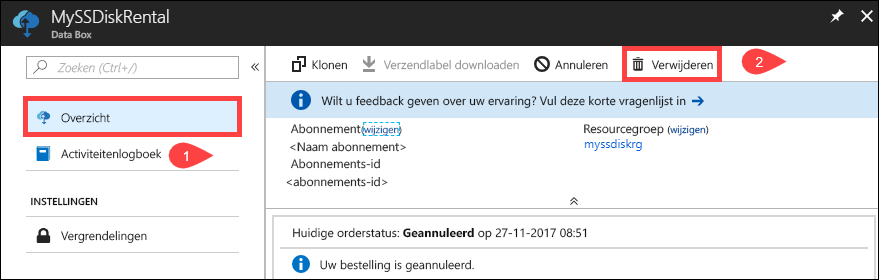 MySSDiskRental
Data Box
Zoeken (Ctrl+/)
Overzicht
1
Activiteitenlogboek
INSTELLINGEN
Vergrendelingen
Klonen
Verzendlabel downloaden
Annuleren
Verwijderen
2
Wilt u feedback geven over uw ervaring? Vul deze korte vragenlijst in →
Abonnement(wijzigen)
<Naam abonnement>
Abonnements-id
<abonnements-id>
Resourcegroep (wijzigen)
myssdiskrg
Huidige orderstatus: Geannuleerd op 27-11-2017 08:51
Uw bestelling is geannuleerd.